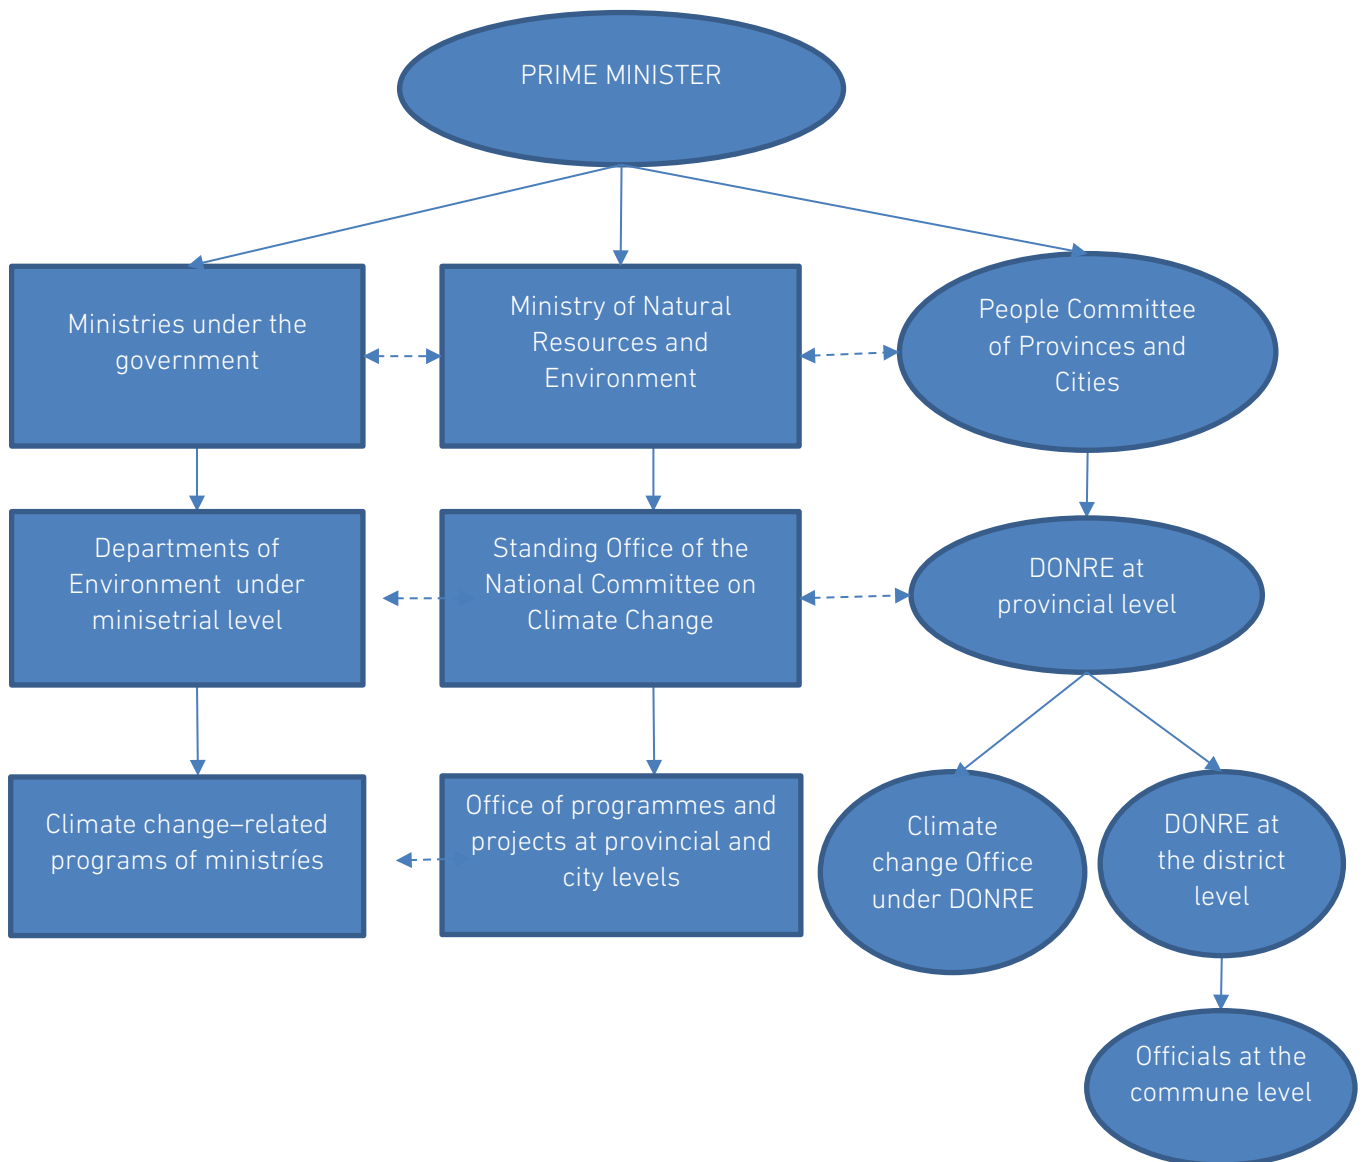 PRIME MINISTER
Ministries under the
government
Ministry of Natural
Resources and
Environment
People Committee
of Provinces and
Cities
Departments of
Environment  under
minisetrial level
Standing Office of the
National Committee on
Climate Change
DONRE at
provincial level
Climate change–related
programs of ministríes
Office of programmes and
projects at provincial and
city levels
Climate
change Office
under DONRE
DONRE at
the district
level
Officials at the
commune level